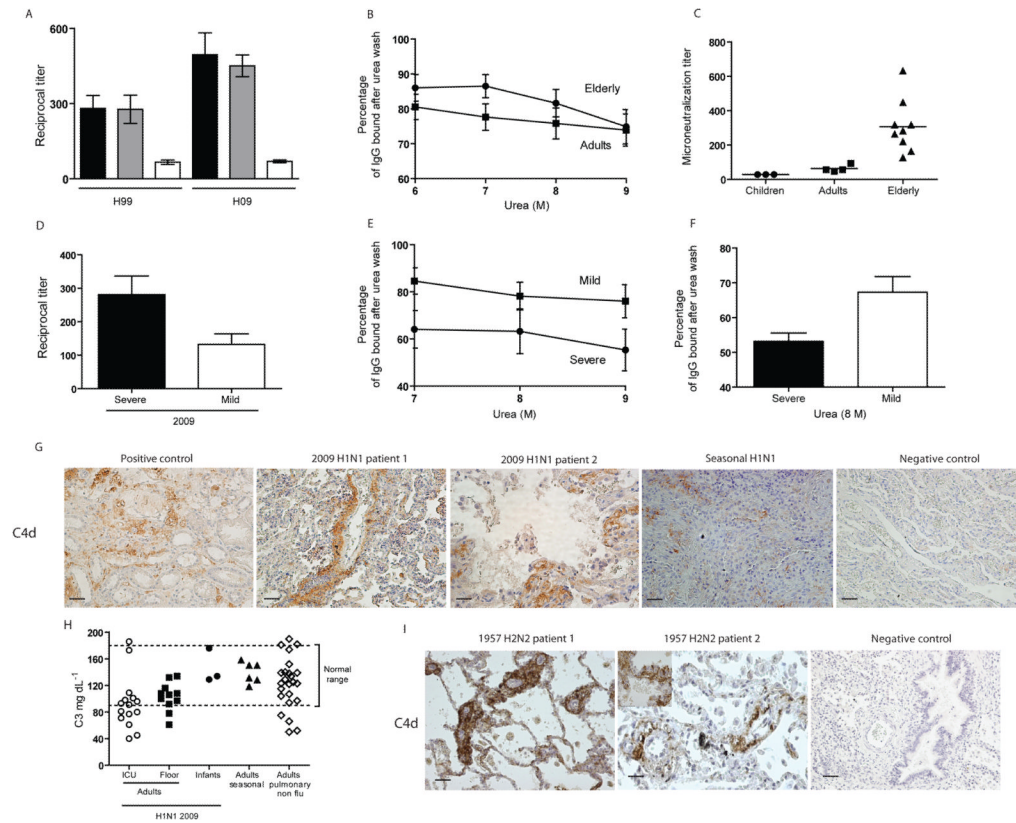 A
600
300
0
Reciprocal titer
H99
H09
B
100
90
80
70
60
Percentage
of IgG bound after urea wash
Elderly
Adults
6
7
8
9
Urea (M)
C
800
600
400
200
0
Microneutralization titer
Children
Adults
Elderly
D
400
300
200
100
0
Reciprocal titer
Severe
Mild
2009
E
100
80
60
40
Percentage
of IgG bound after urea wash
Mild
Severe
7
8
9
Urea (M)
F
80
70
60
50
40
Percentage
of IgG bound after urea wash
Severe
Mild
Urea (8 M)
G
Positive control
2009 H1N1 patient 1
2009 H1N1 patient 2
Seasonal H1N1
Negative control
C4d
H
200
160
120
80
40
0
C3 mg dL⁻¹
Normal
range
ICU
Floor
Infants
Adults
seasonal
Adults
pulmonary
non flu
Adults
H1N1 2009
I
1957 H2N2 patient 1
1957 H2N2 patient 2
Negative control
C4d